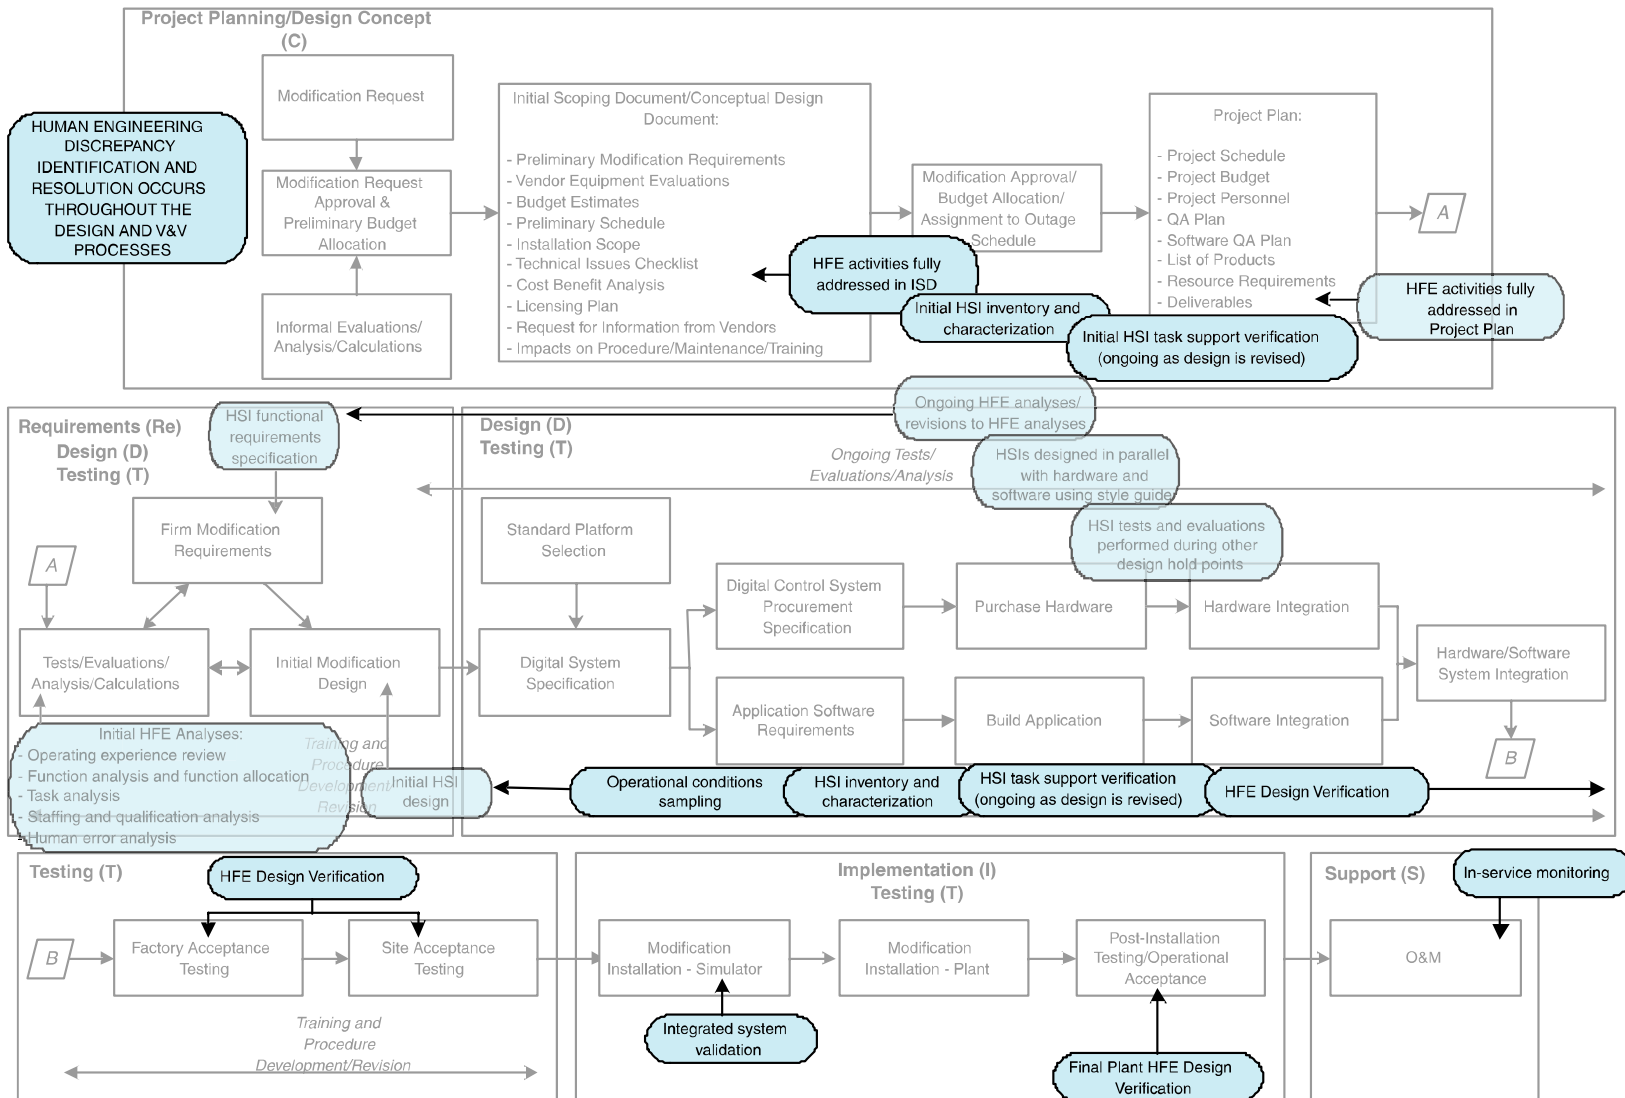 Project Planning/Design Concept
(C)
Modification Request
HUMAN ENGINEERING
DISCREPANCY
IDENTIFICATION AND
RESOLUTION OCCURS
THROUGHOUT THE
DESIGN AND V&V
PROCESSES
Modification Request
Approval &
Preliminary Budget
Allocation
Informal Evaluations/
Analysis/Calculations
Initial Scoping Document/Conceptual Design
Document:
- Preliminary Modification Requirements
- Vendor Equipment Evaluations
- Budget Estimates
- Preliminary Schedule
- Installation Scope
- Technical Issues Checklist
- Cost Benefit Analysis
- Licensing Plan
- Request for Information from Vendors
- Impacts on Procedure/Maintenance/Training
Modification Approval/
Budget Allocation/
Assignment to Outage
Schedule
HFE activities fully
addressed in ISD
Initial HSI inventory and
characterization
Initial HSI task support verification
(ongoing as design is revised)
Project Plan:
- Project Schedule
- Project Budget
- Project Personnel
- QA Plan
- Software QA Plan
- List of Products
- Resource Requirements
- Deliverables
A
HFE activities fully
addressed in
Project Plan
Requirements (Re)
Design (D)
Testing (T)
HSI functional
requirements
specification
Firm Modification
Requirements
A
Tests/Evaluations/
Analysis/Calculations
Initial Modification
Design
Initial HFE Analyses:
- Operating experience review
- Function analysis and function allocation
- Task analysis
- Staffing and qualification analysis
- Human error analysis
Training and
Procedure
Development/
Revision
Initial HSI
design
Design (D)
Testing (T)
Ongoing Tests/
Evaluations/Analysis
Ongoing HFE analyses/
revisions to HFE analyses
HSIs designed in parallel
with hardware and
software using style guide
HSI tests and evaluations
performed during other
design hold points
Standard Platform
Selection
Digital System
Specification
Digital Control System
Procurement
Specification
Purchase Hardware
Hardware Integration
Application Software
Requirements
Build Application
Software Integration
Hardware/Software
System Integration
B
Operational conditions
sampling
HSI inventory and
characterization
HSI task support verification
(ongoing as design is revised)
HFE Design Verification
Testing (T)
HFE Design Verification
B
Factory Acceptance
Testing
Site Acceptance
Testing
Training and
Procedure
Development/Revision
Implementation (I)
Testing (T)
Modification
Installation - Simulator
Modification
Installation - Plant
Post-Installation
Testing/Operational
Acceptance
Integrated system
validation
Final Plant HFE Design
Verification
Support (S)
In-service monitoring
O&M